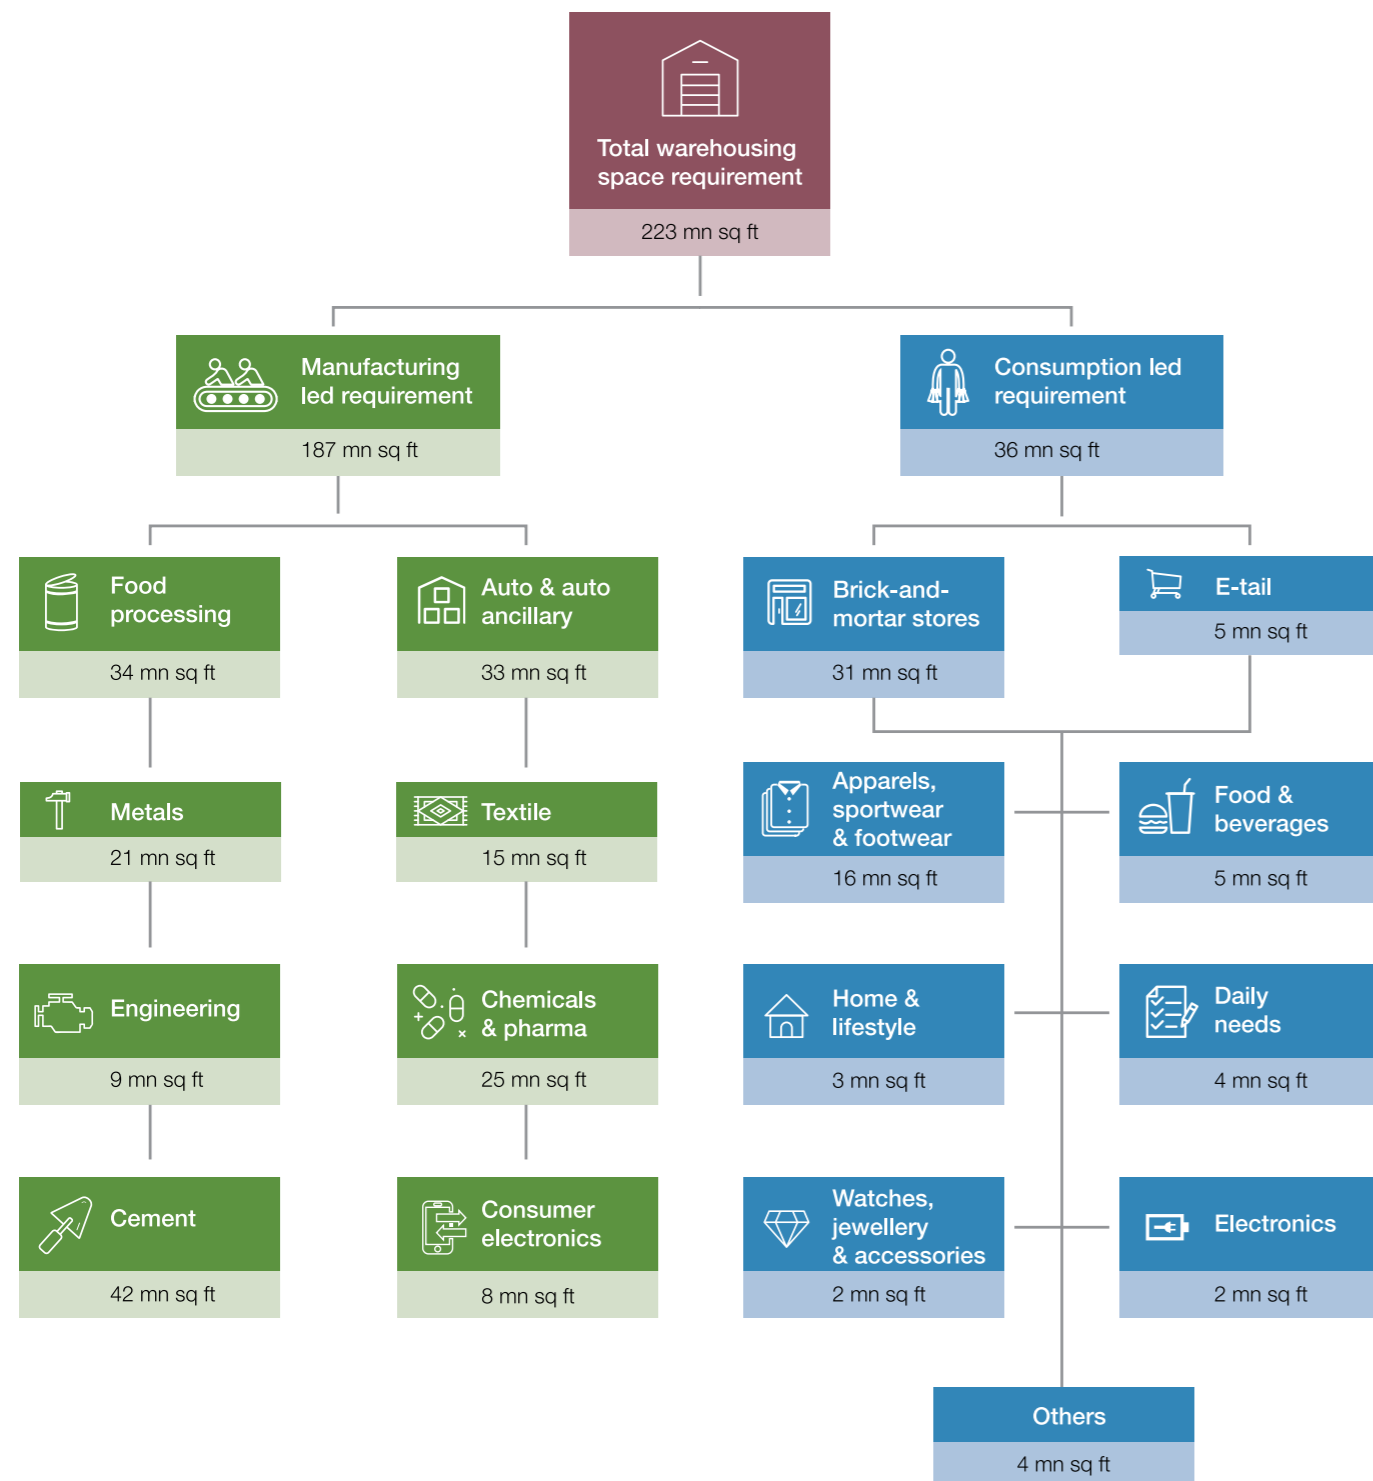 Total warehousing
space requirement
223 mn sq ft
Manufacturing
led requirement
187 mn sq ft
Consumption led
requirement
36 mn sq ft
Food
processing
34 mn sq ft
Auto & auto
ancillary
33 mn sq ft
Brick-and-
mortar stores
31 mn sq ft
E-tail
5 mn sq ft
Metals
21 mn sq ft
Textile
15 mn sq ft
Apparels,
sportwear
& footwear
16 mn sq ft
Food &
beverages
5 mn sq ft
Engineering
9 mn sq ft
Chemicals
& pharma
25 mn sq ft
Home &
lifestyle
3 mn sq ft
Daily
needs
4 mn sq ft
Cement
42 mn sq ft
Consumer
electronics
8 mn sq ft
Watches,
jewellery
& accessories
2 mn sq ft
Electronics
2 mn sq ft
Others
4 mn sq ft